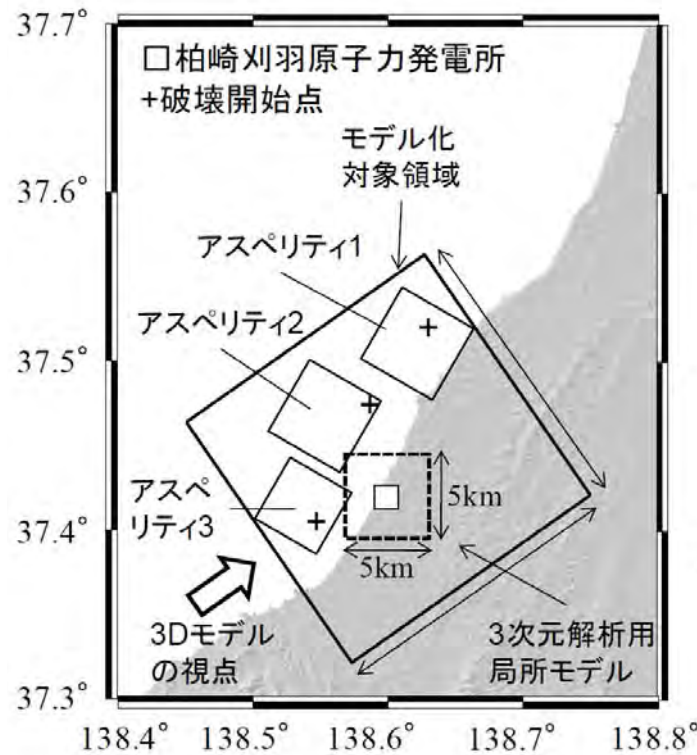 37.7°
□柏崎刈羽原子力発電所
+破壊開始点
モデル化
対象領域
37.6°
アスペリティ1
アスペリティ2
37.5°
アスペ
リティ3
5km
37.4°
5km
3Dモデル
の視点
3次元解析用
局所モデル
37.3°
138.4° 138.5° 138.6° 138.7° 138.8°